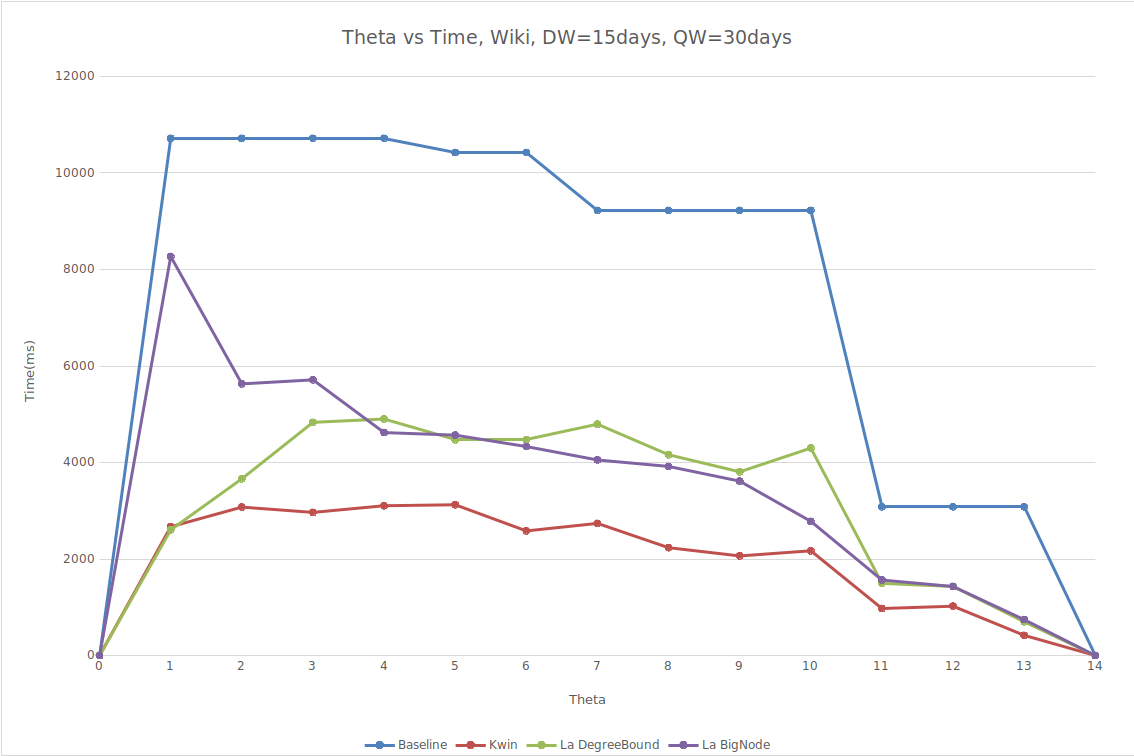 Theta vs Time, Wiki, DW=15days, QW=30days
12000
10000
8000
6000
4000
2000
0
Time(ms)
0 1 2 3 4 5 6 7 8 9 10 11 12 13 14
Theta
Baseline Kwin La DegreeBound La BigNode